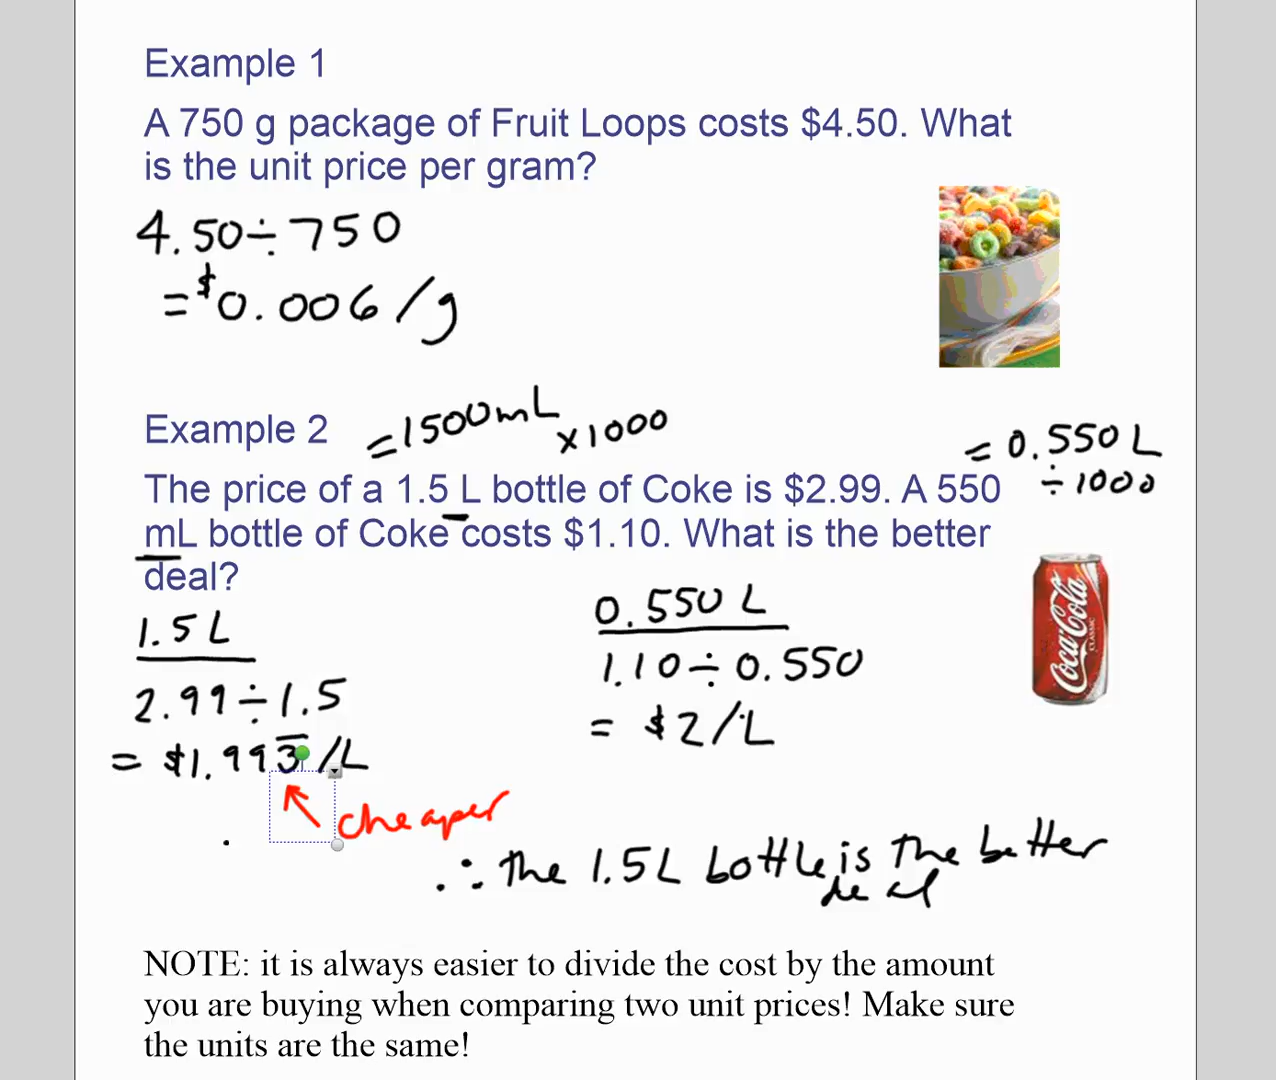 Example 1
A 750 g package of Fruit Loops costs $4.50. What
is the unit price per gram?
4.50÷750
=$0.006/g
Example 2
=1500mL
×1000
= 0.550 L
÷1000
The price of a 1.5 L bottle of Coke is $2.99. A 550
mL bottle of Coke costs $1.10. What is the better
deal?
1.5 L
2.99÷1.5
= $1.993̅/L
0.550 L
1.10÷0.550
= $2/L
Coca-Cola
CLASSIC
cheaper
∴ the 1.5L bottle is the better
deal
NOTE: it is always easier to divide the cost by the amount
you are buying when comparing two unit prices! Make sure
the units are the same!